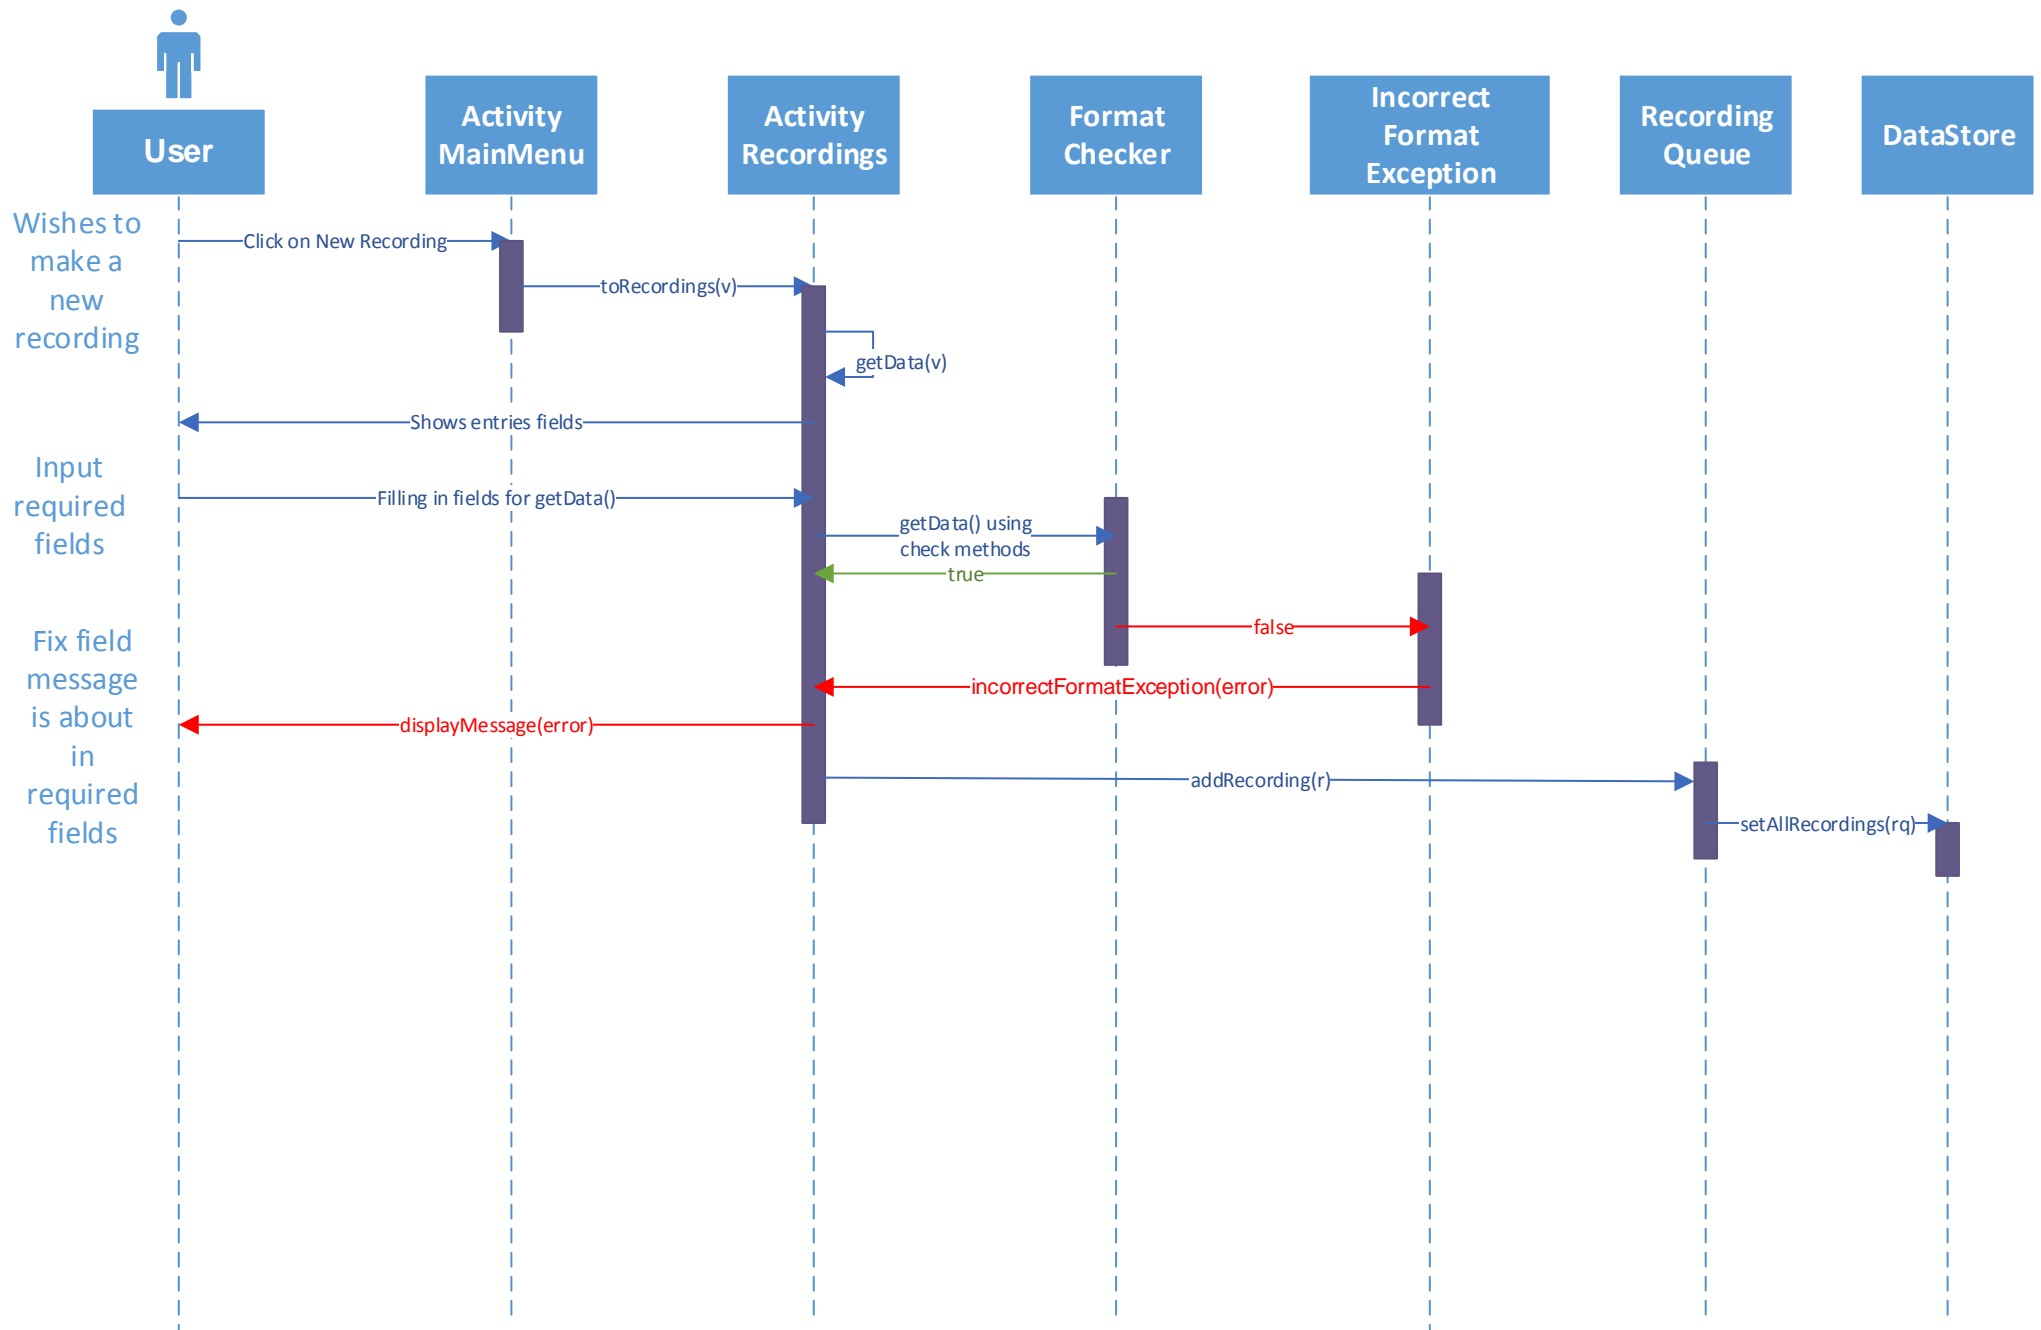 User
Activity
MainMenu
Activity
Recordings
Format
Checker
Incorrect
Format
Exception
Recording
Queue
DataStore
Wishes to
make a
new
recording
Click on New Recording
toRecordings(v)
getData(v)
Shows entries fields
Input
required
fields
Filling in fields for getData()
getData() using
check methods
true
false
Fix field
message
is about
in
required
fields
incorrectFormatException(error)
displayMessage(error)
addRecording(r)
setAllRecordings(rq)